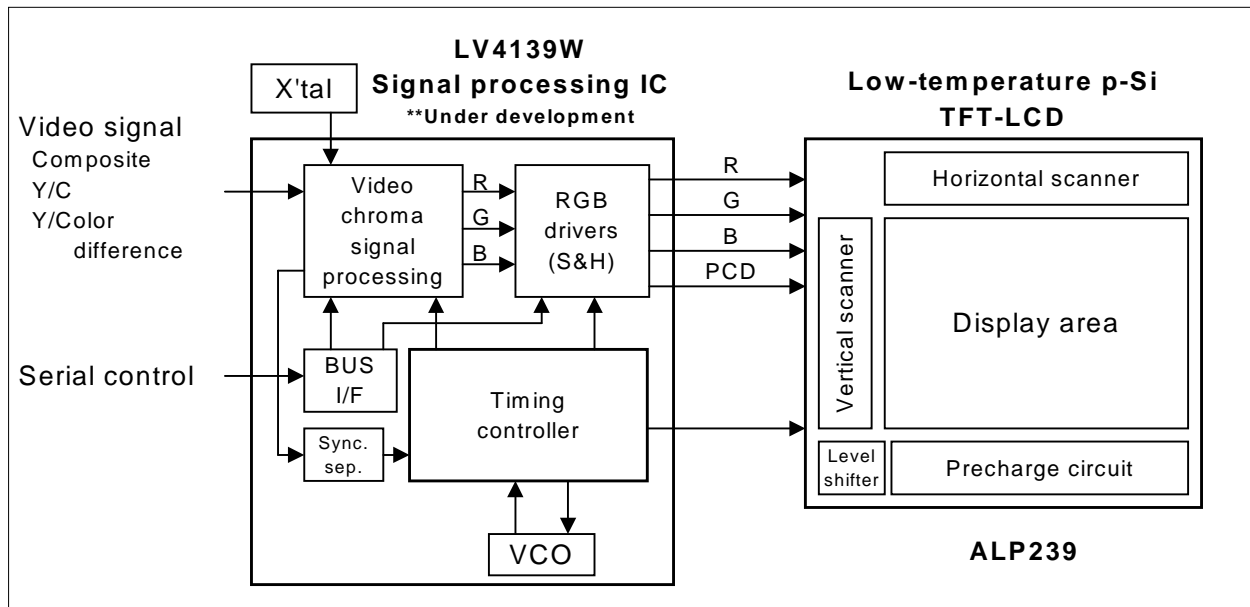 LV4139W
Signal processing IC
**Under development
X'tal
Low-temperature p-Si
TFT-LCD
Video signal
Composite
Y/C
Y/Color
difference
Video
chroma
signal
processing
R
G
B
RGB
drivers
(S&H)
R
G
B
PCD
Horizontal scanner
Vertical scanner
Display area
Serial control
BUS
I/F
Timing
controller
Sync.
sep.
Level
shifter
Precharge circuit
VCO
ALP239